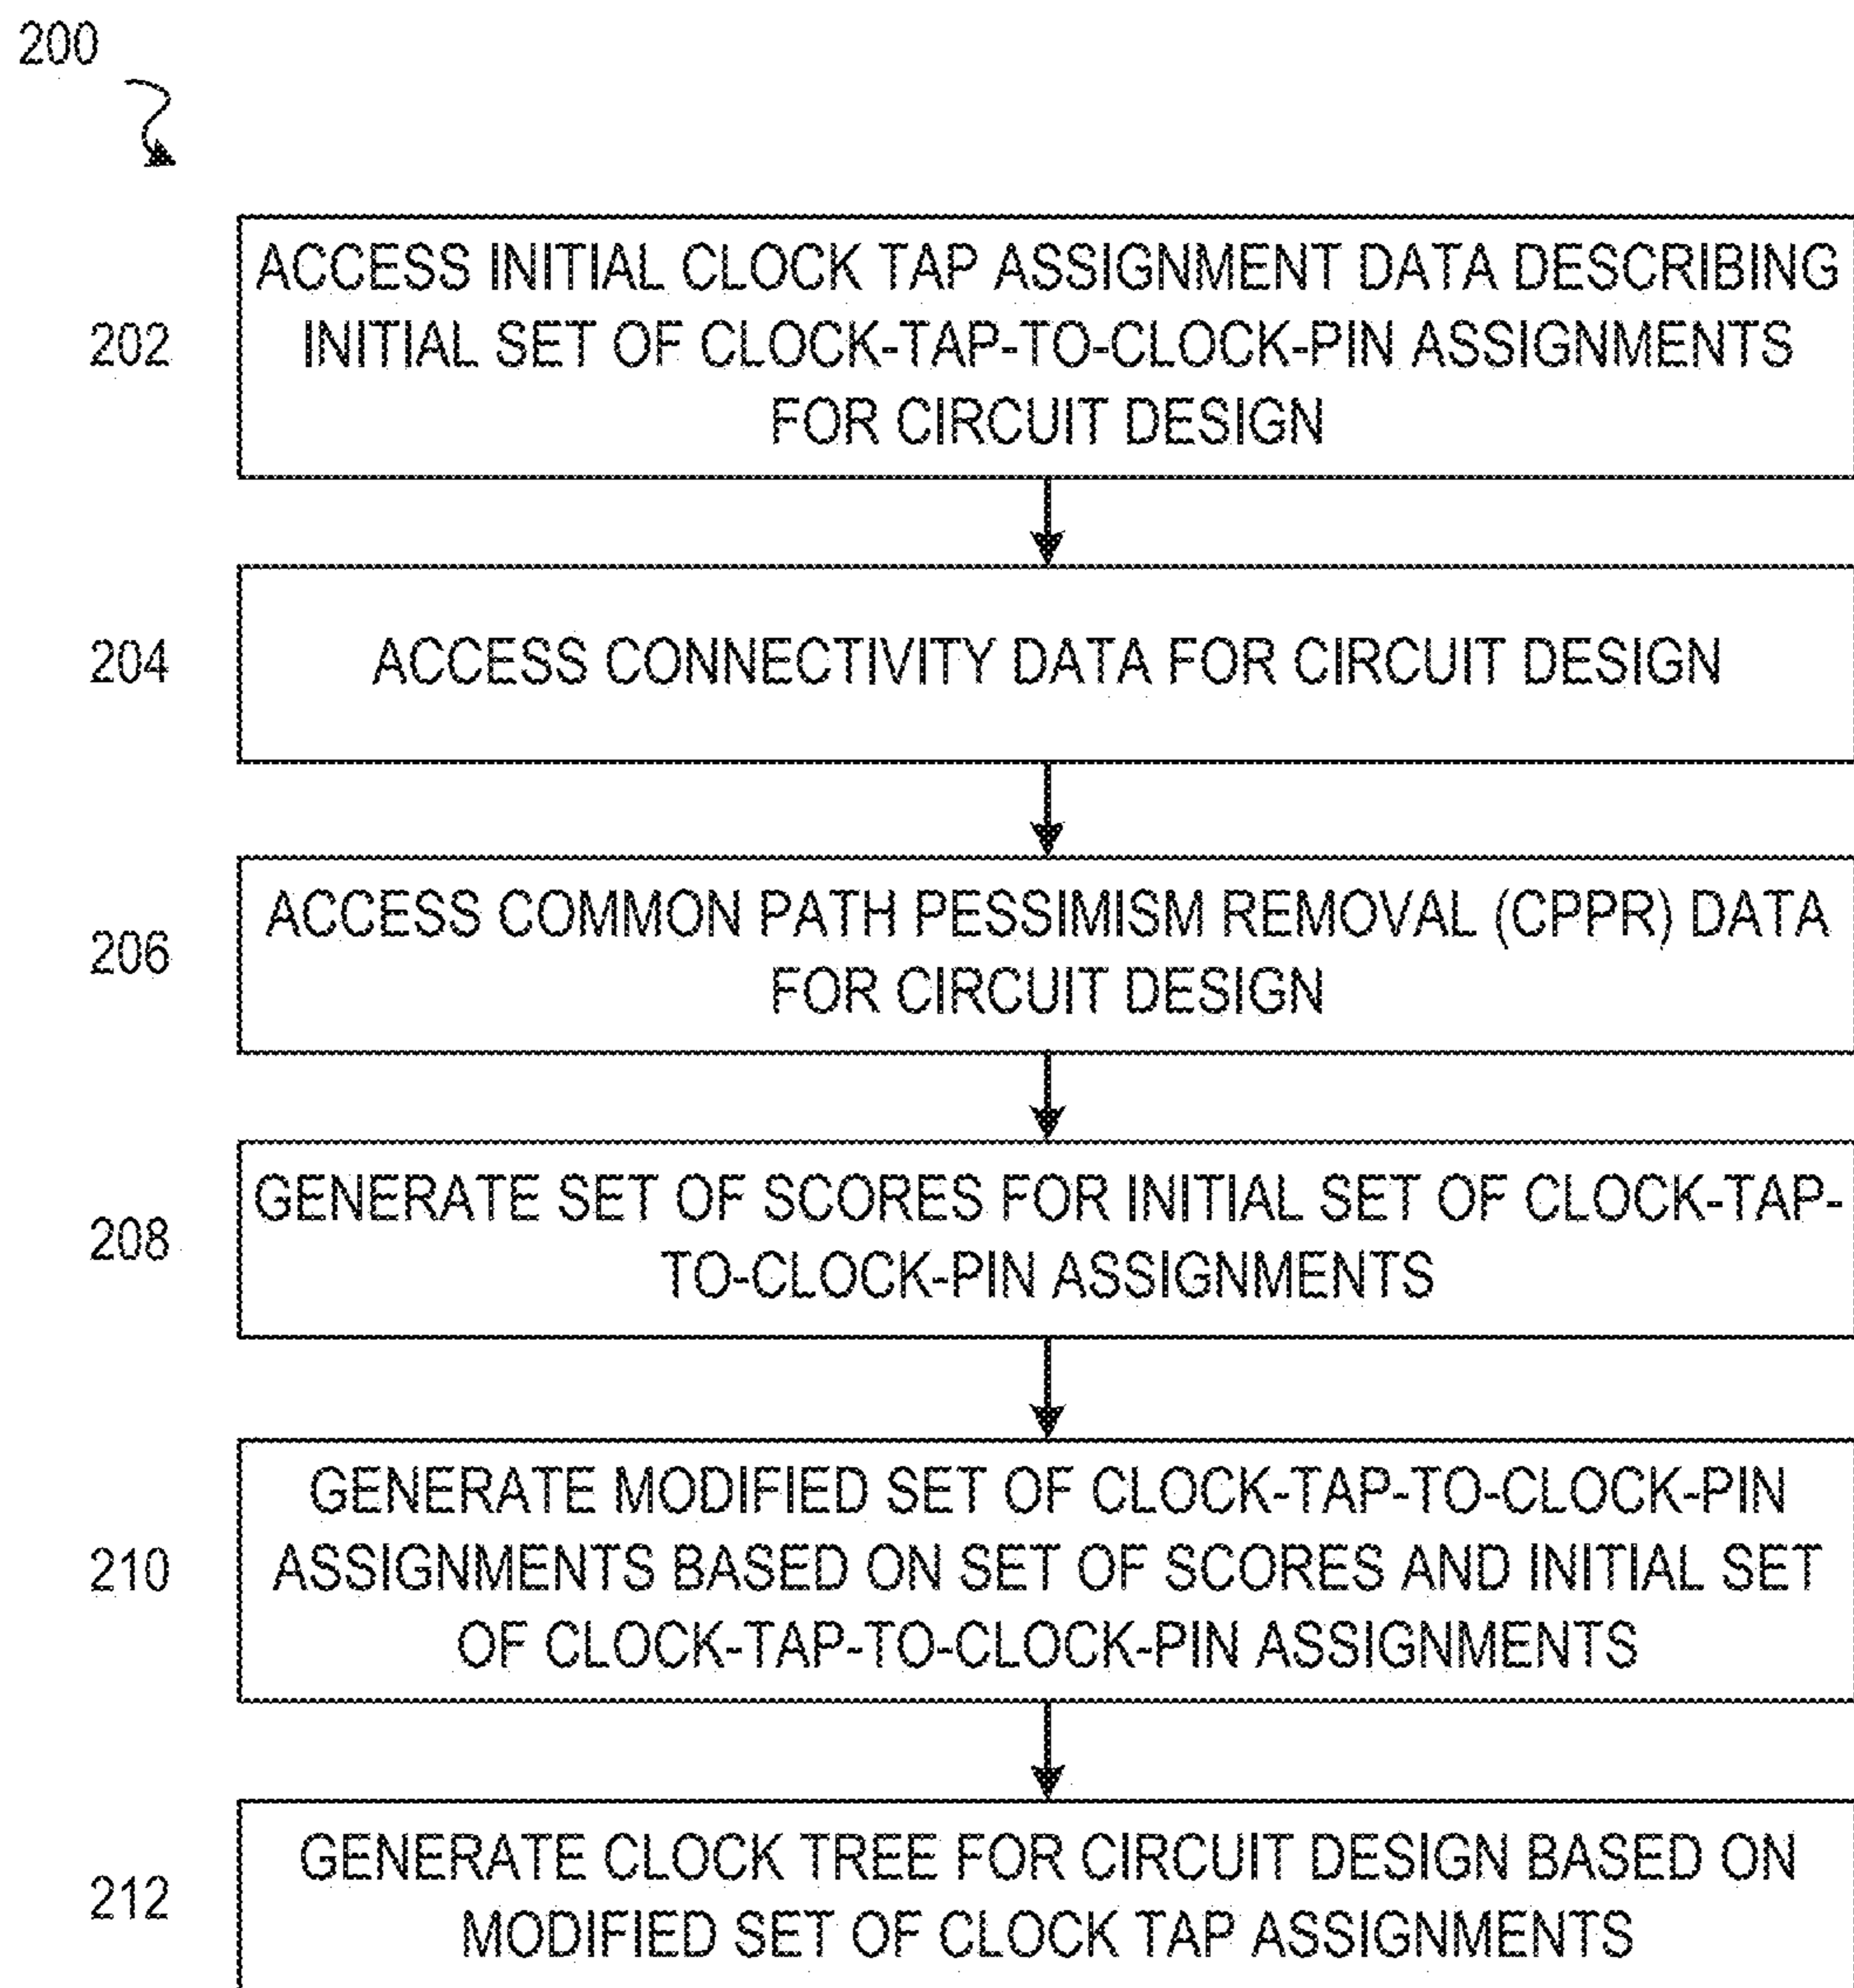 200
202
ACCESS INITIAL CLOCK TAP ASSIGNMENT DATA DESCRIBING
INITIAL SET OF CLOCK-TAP-TO-CLOCK-PIN ASSIGNMENTS
FOR CIRCUIT DESIGN
204
ACCESS CONNECTIVITY DATA FOR CIRCUIT DESIGN
206
ACCESS COMMON PATH PESSIMISM REMOVAL (CPPR) DATA
FOR CIRCUIT DESIGN
208
GENERATE SET OF SCORES FOR INITIAL SET OF CLOCK-TAP-
TO-CLOCK-PIN ASSIGNMENTS
210
GENERATE MODIFIED SET OF CLOCK-TAP-TO-CLOCK-PIN
ASSIGNMENTS BASED ON SET OF SCORES AND INITIAL SET
OF CLOCK-TAP-TO-CLOCK-PIN ASSIGNMENTS
212
GENERATE CLOCK TREE FOR CIRCUIT DESIGN BASED ON
MODIFIED SET OF CLOCK TAP ASSIGNMENTS